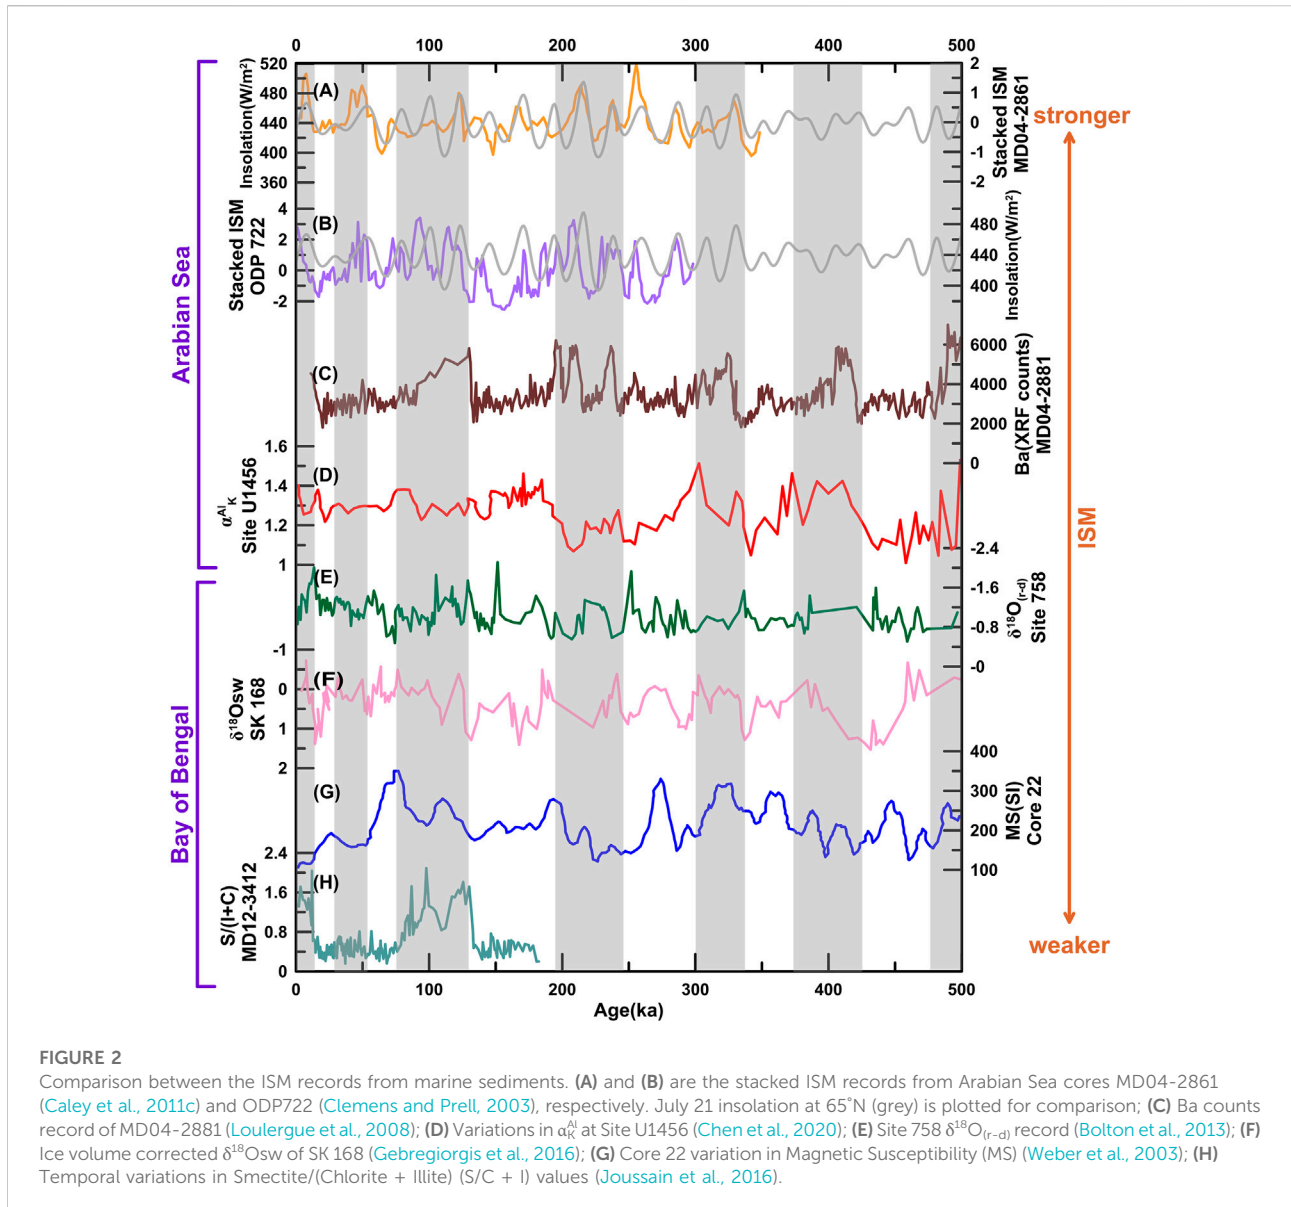 0 100 200 300 400 500
520
480
440
400
360
Insolation(W/m²)
(A)
2
1
0
-1
-2
Stacked ISM
MD04-2861
stronger
4
2
0
-2
Stacked ISM
ODP 722
(B)
480
440
400
Insolation(W/m²)
Arabian Sea
(C)
6000
4000
2000
0
Ba(XRF counts)
MD04-2881
1.6
1.4
1.2
1
αᴬˡK
Site U1456
(D)
ISM
-2.4
-1.6
-0.8
-0
δ¹⁸O(r-d)
Site 758
(E)
-1
0
1
2
δ¹⁸Osw
SK 168
(F)
Bay of Bengal
400
300
200
100
MS(SI)
Core 22
(G)
2.4
1.6
0.8
0
S/(I+C)
MD12-3412
(H)
weaker
0 100 200 300 400 500
Age(ka)
FIGURE 2
Comparison between the ISM records from marine sediments. (A) and (B) are the stacked ISM records from Arabian Sea cores MD04-2861
(Caley et al., 2011c) and ODP722 (Clemens and Prell, 2003), respectively. July 21 insolation at 65°N (grey) is plotted for comparison; (C) Ba counts
record of MD04-2881 (Loulergue et al., 2008); (D) Variations in αᴬˡK at Site U1456 (Chen et al., 2020); (E) Site 758 δ¹⁸O(r-d) record (Bolton et al., 2013); (F)
Ice volume corrected δ¹⁸Osw of SK 168 (Gebregiorgis et al., 2016); (G) Core 22 variation in Magnetic Susceptibility (MS) (Weber et al., 2003); (H)
Temporal variations in Smectite/(Chlorite + Illite) (S/C + I) values (Joussain et al., 2016).